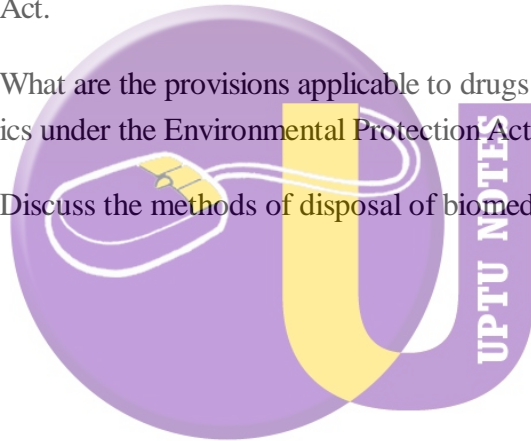 Act.
What are the provisions applicable to drugs
ics under the Environmental Protection Act
Discuss the methods of disposal of biomed
UPTU NOTES